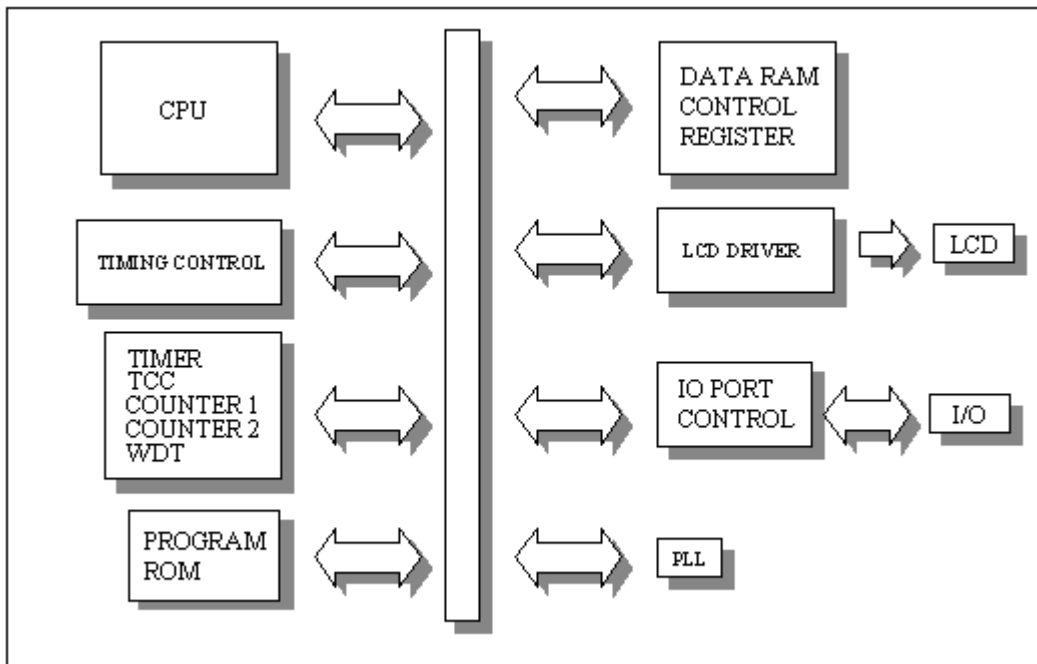 CPU
TIMING CONTROL
TIMER
TCC
COUNTER 1
COUNTER 2
WDT
PROGRAM
ROM
DATA RAM
CONTROL
REGISTER
LCD DRIVER
LCD
IO PORT
CONTROL
I/O
PLL